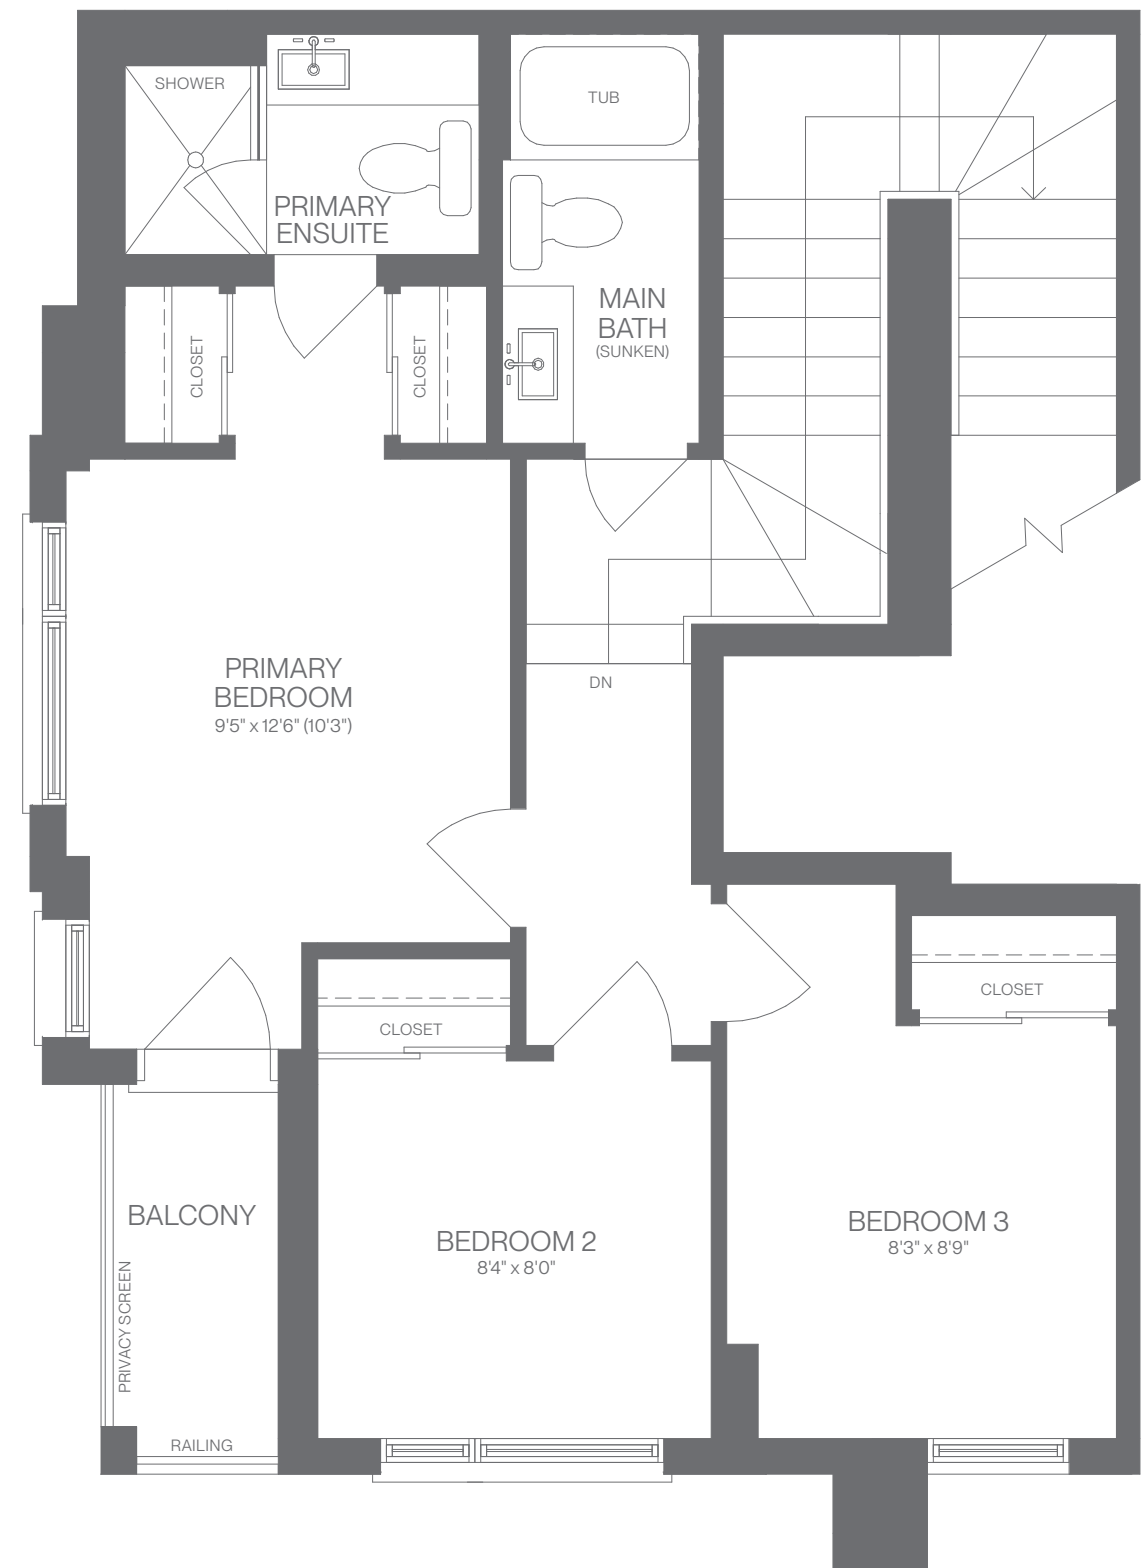 SHOWER
TUB
PRIMARY
ENSUITE
MAIN
BATH
(SUNKEN)
CLOSET
CLOSET
PRIMARY
BEDROOM
9'5" x 12'6" (10'3")
DN
CLOSET
CLOSET
BALCONY
BEDROOM 2
8'4" x 8'0"
BEDROOM 3
8'3" x 8'9"
PRIVACY SCREEN
RAILING